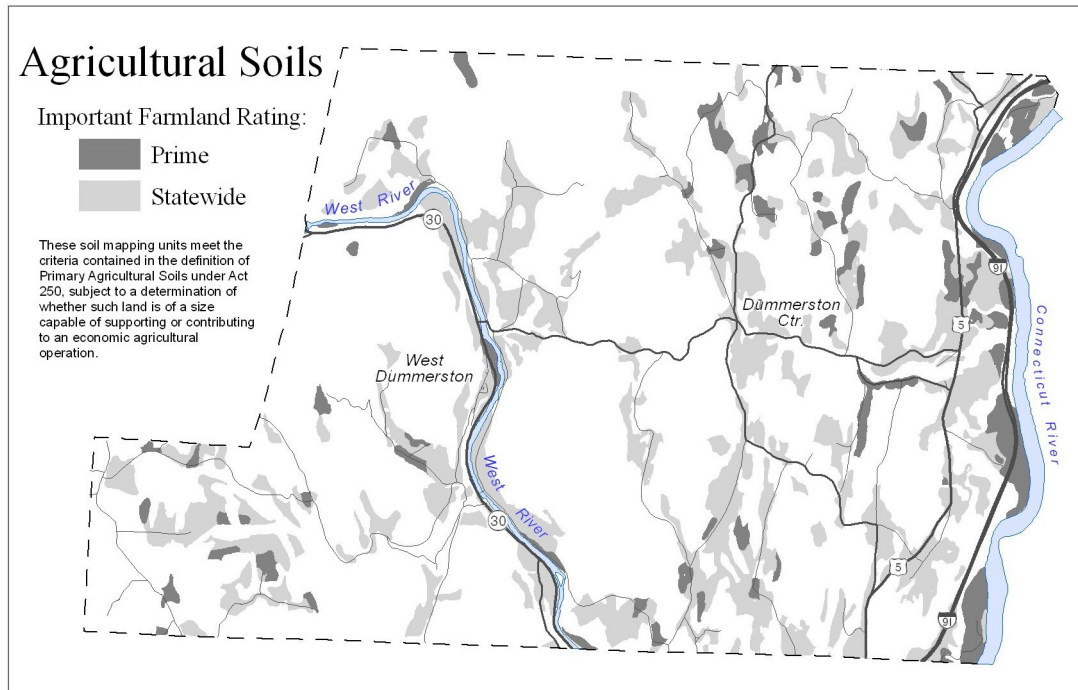 Agricultural Soils
Important Farmland Rating:
Prime
Statewide
These soil mapping units meet the
criteria contained in the definition of
Primary Agricultural Soils under Act
250, subject to a determination of
whether such land is of a size
capable of supporting or contributing
to an economic agricultural
operation.
West River
30
91
Dummerston
Ctr.
5
Connecticut River
West
Dummerston
West River
30
5
91